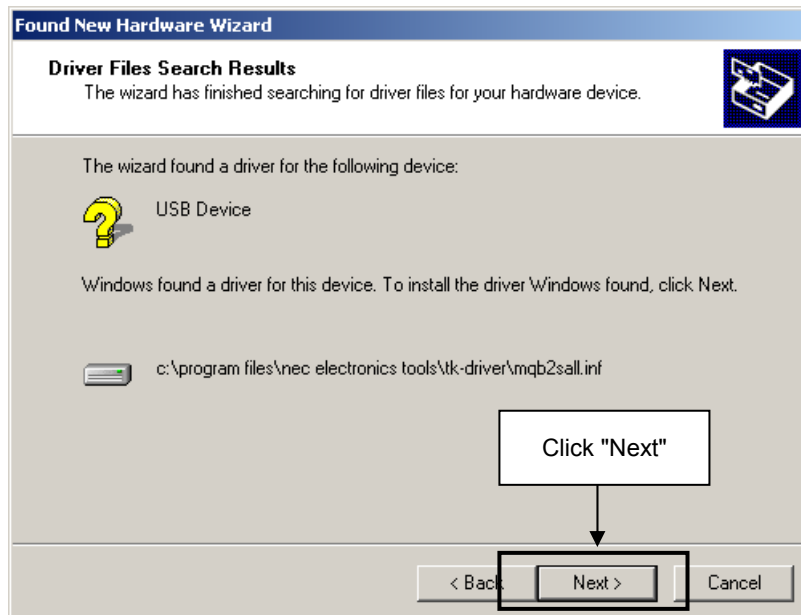 Found New Hardware Wizard
Driver Files Search Results
The wizard has finished searching for driver files for your hardware device.
The wizard found a driver for the following device:
USB Device
Windows found a driver for this device. To install the driver Windows found, click Next.
c:\program files\nec electronics tools\tk-driver\mqb2sall.inf
Click "Next"
< Back
Next >
Cancel